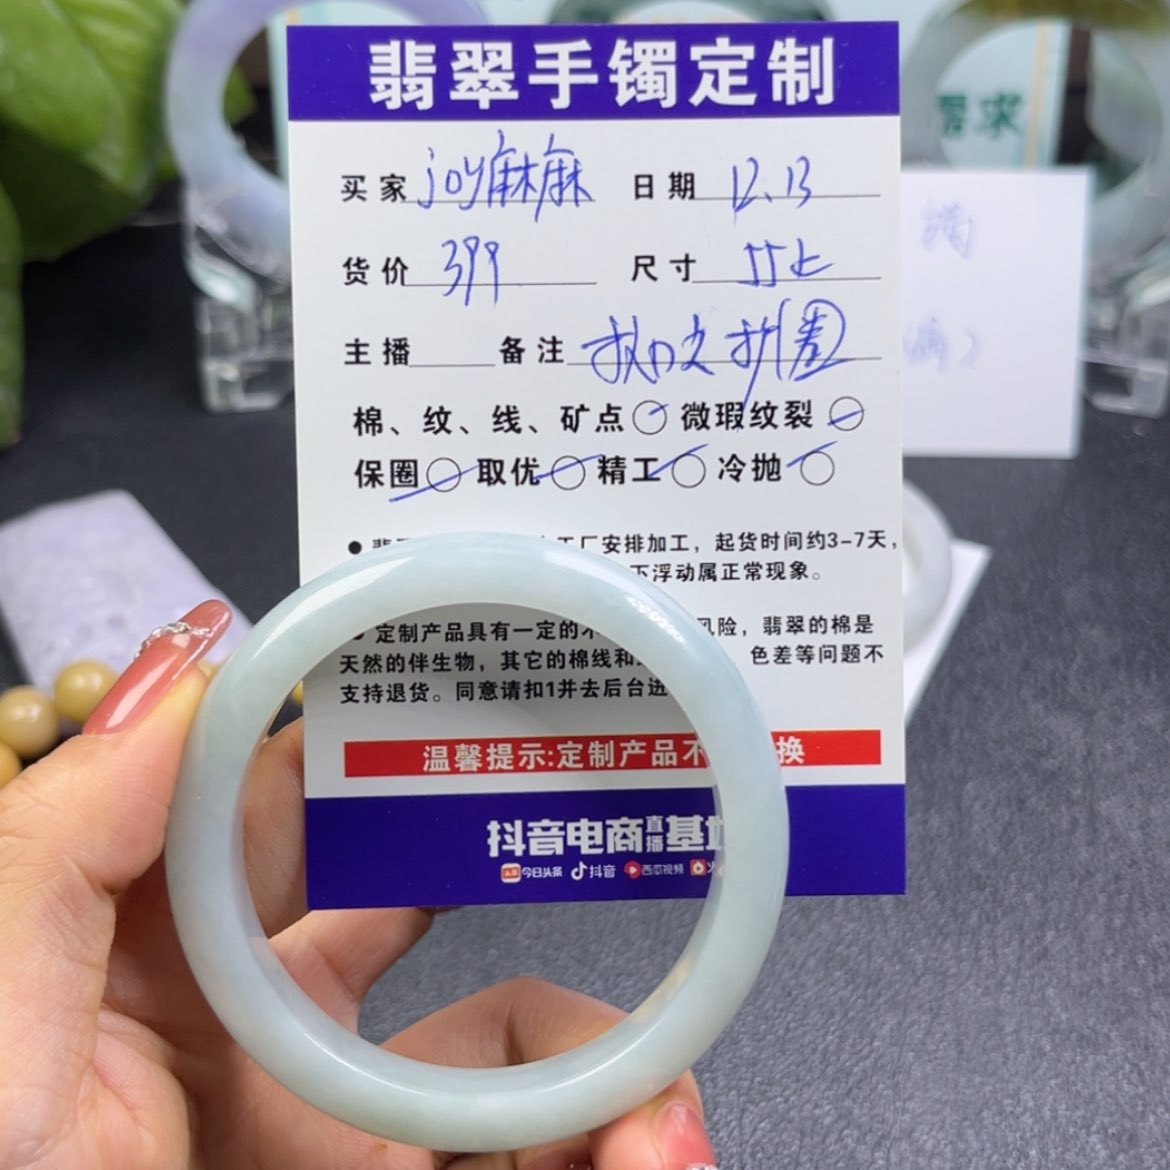 翡翠手镯定制
需求
买家 joy麻麻 日期 12.13
货价 399 尺寸 55上
主播 备注
棉、纹、线、矿点 微瑕纹裂
保圈 取优 精工 冷抛
工厂安排加工，起货时间约3-7天，
下浮动属正常现象。
定制产品具有一定的 风险，翡翠的棉是
天然的伴生物，其它的棉线和 色差等问题不
支持退货。同意请扣1并去后台进
温馨提示:定制产品不 换
抖音电商直播基
今日头条 抖音 西瓜视频 火